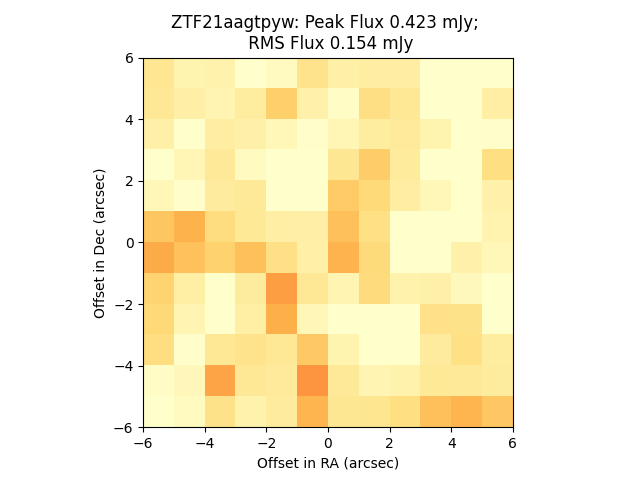 ZTF21aagtpyw: Peak Flux 0.423 mJy;
RMS Flux 0.154 mJy
6
4
2
0
−2
−4
−6
Offset in Dec (arcsec)
−6 −4 −2 0 2 4 6
Offset in RA (arcsec)